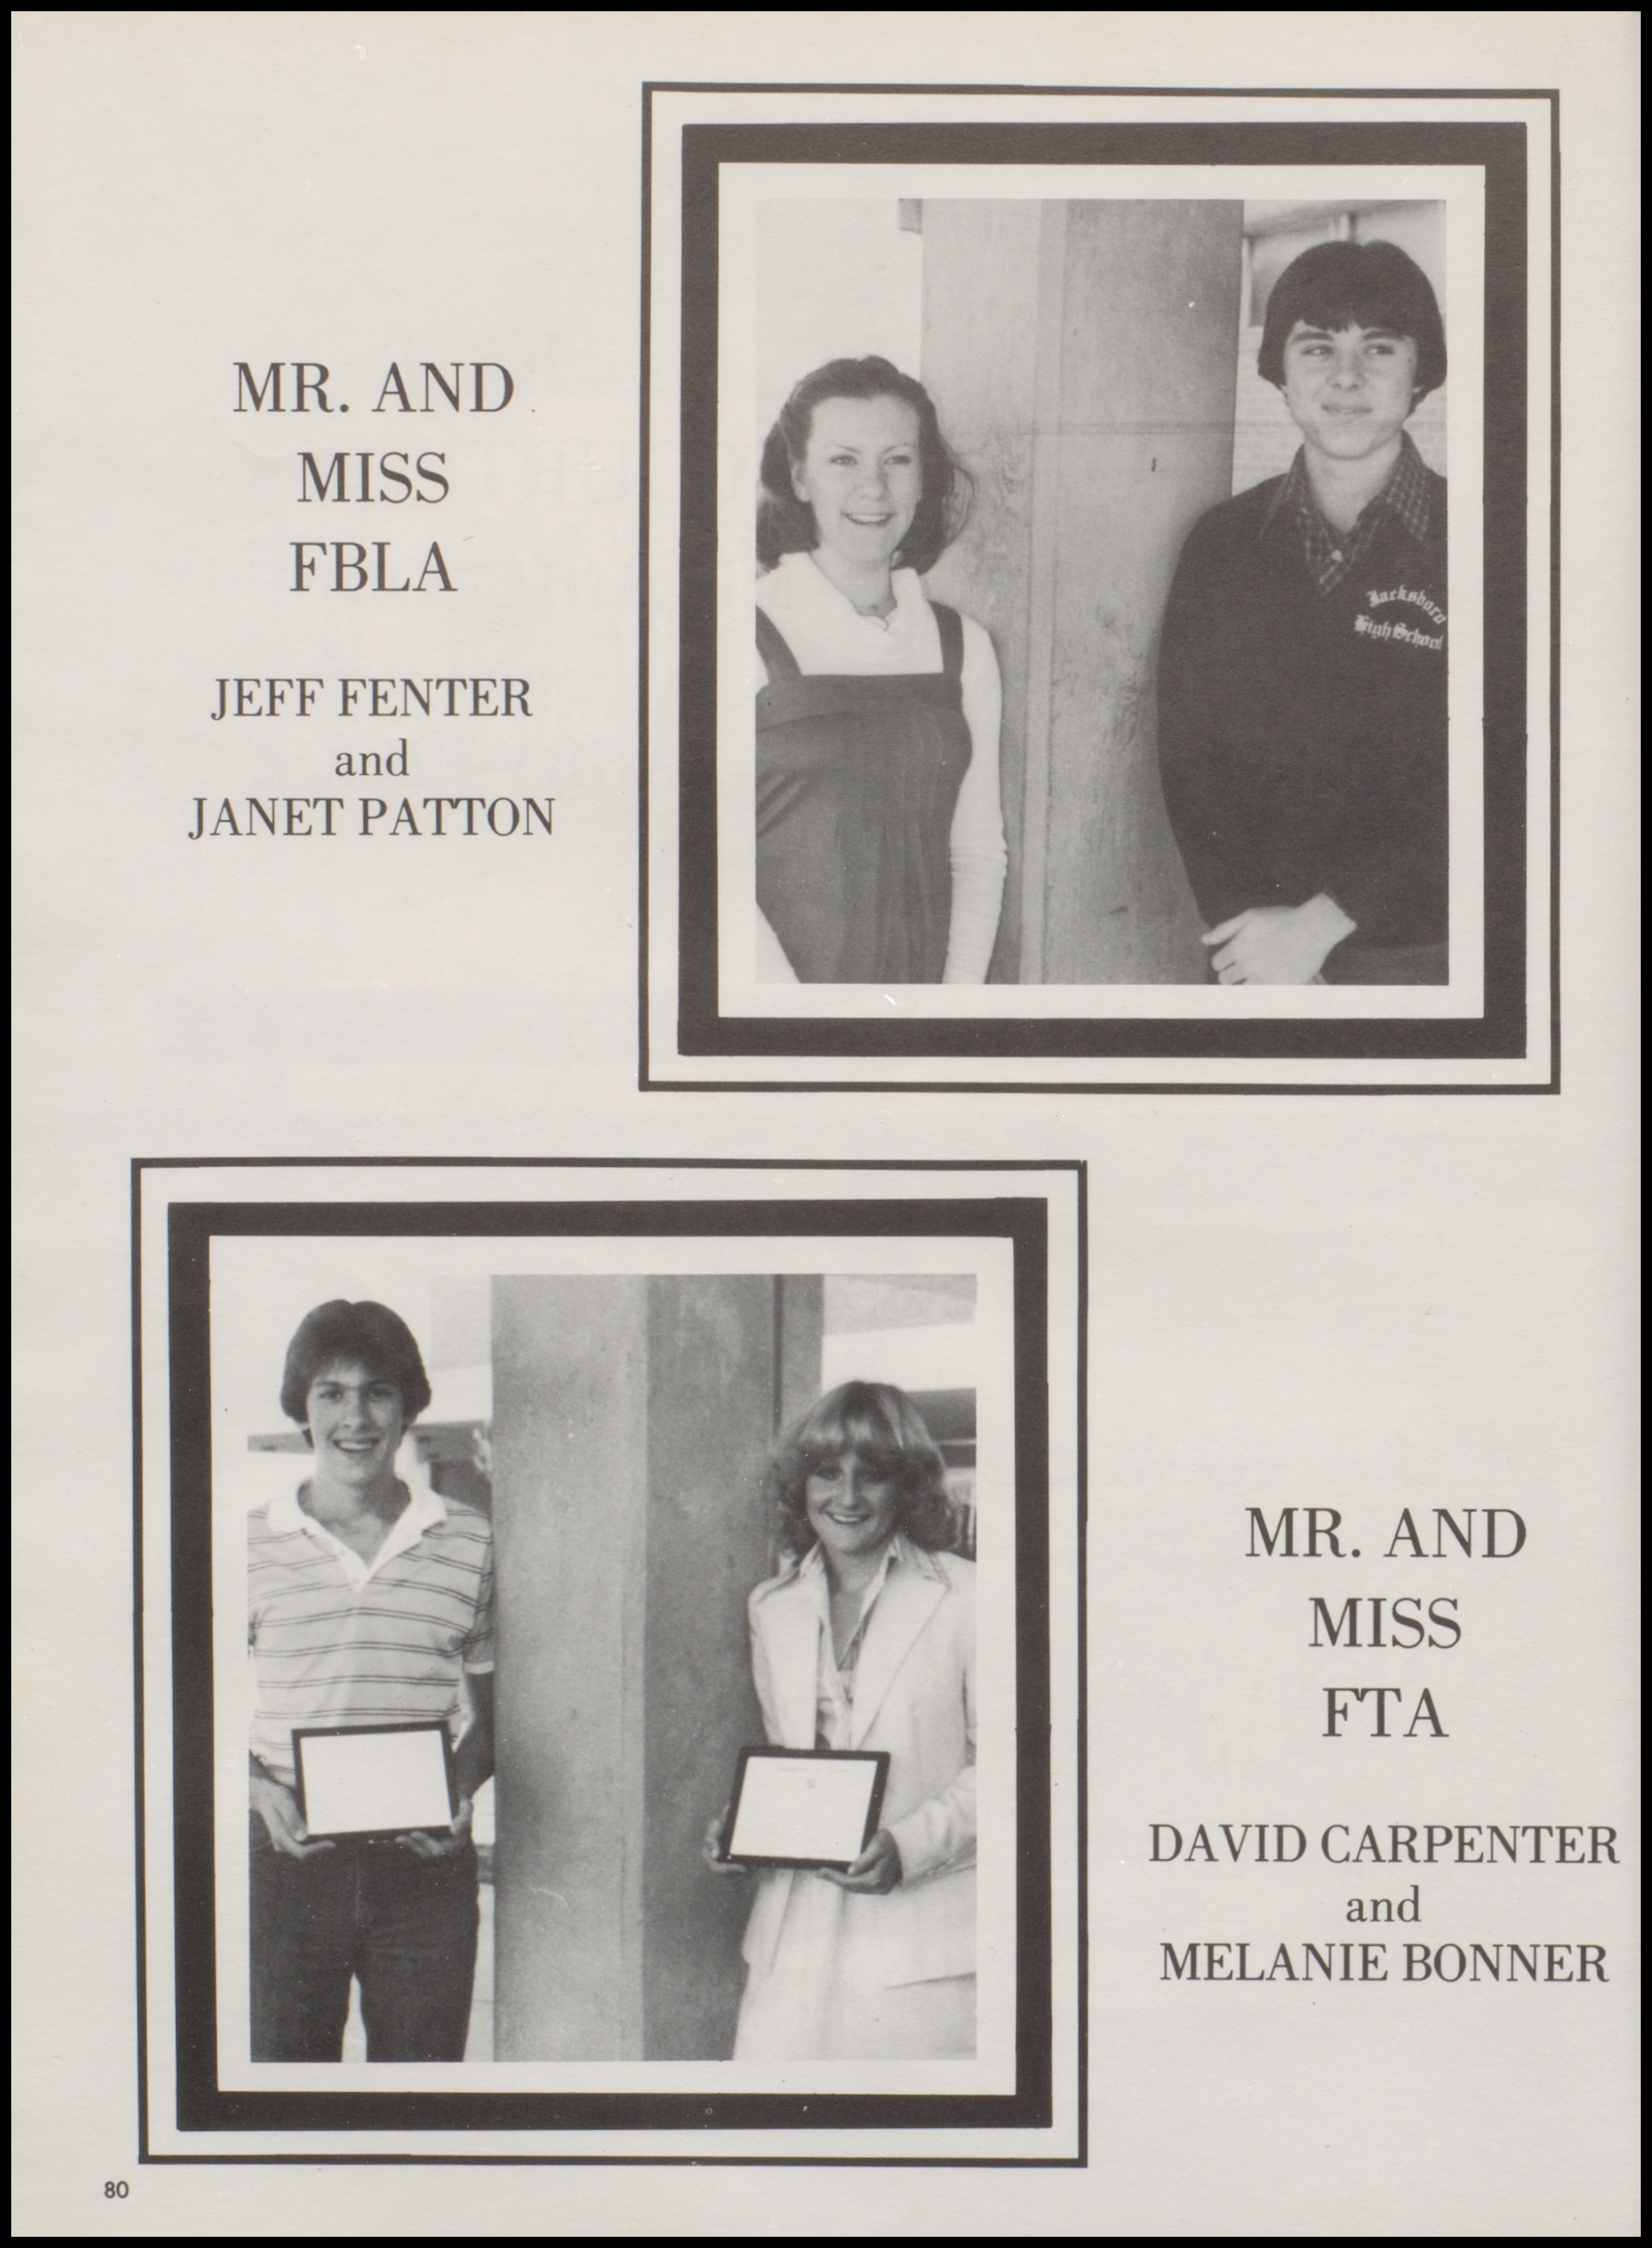 MR. AND
MISS
FBLA
JEFF FENTER
and
JANET PATTON
Jacksboro
High School
MR. AND
MISS
FTA
DAVID CARPENTER
and
MELANIE BONNER
80